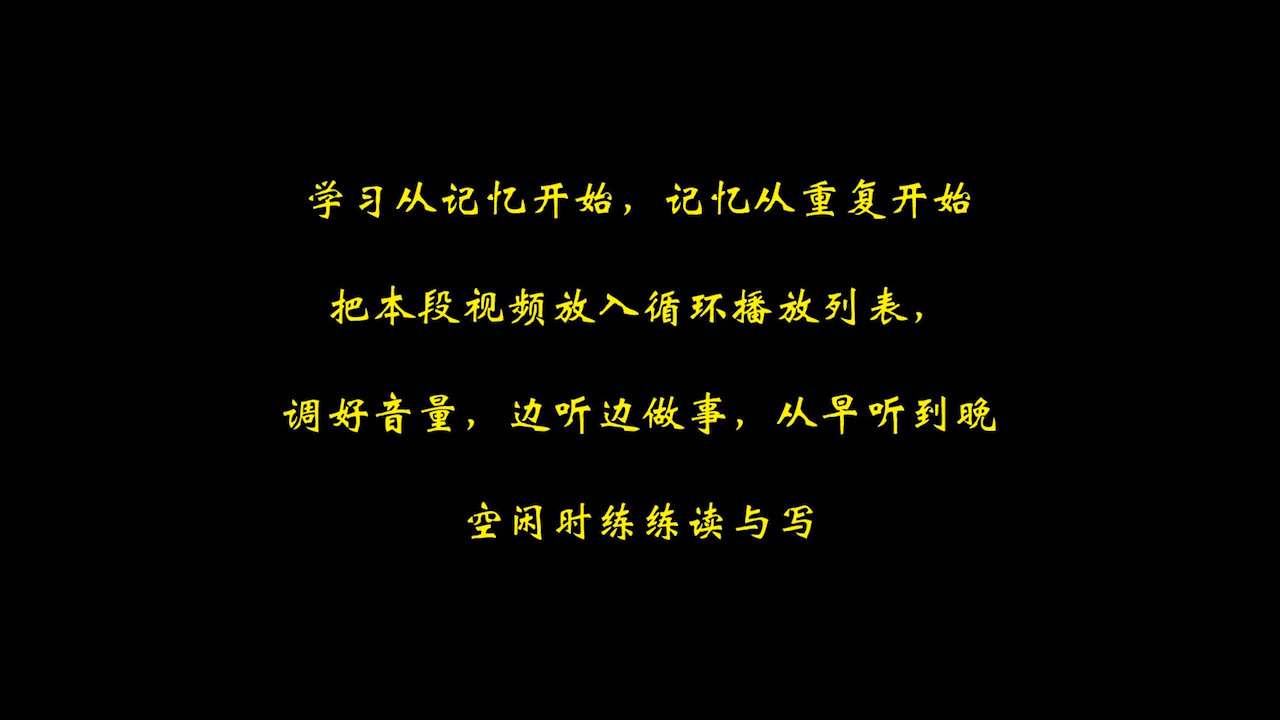 学习从记忆开始，记忆从重复开始
把本段视频放入循环播放列表，
调好音量，边听边做事，从早听到晚
空闲时练练读与写